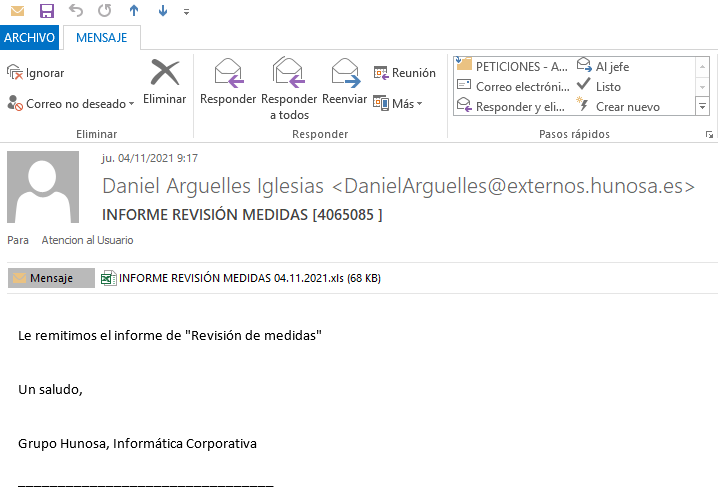 ARCHIVO MENSAJE
Ignorar
Correo no deseado
Eliminar
Eliminar
Responder
Responder
a todos
Reenviar
Reunión
Más
Responder
PETICIONES - A...
Correo electróni...
Responder y eli...
Al jefe
Listo
Crear nuevo
Pasos rápidos
ju. 04/11/2021 9:17
Daniel Arguelles Iglesias <DanielArguelles@externos.hunosa.es>
INFORME REVISIÓN MEDIDAS [4065085 ]
Para Atencion al Usuario
Mensaje INFORME REVISIÓN MEDIDAS 04.11.2021.xls (68 KB)
Le remitimos el informe de "Revisión de medidas"
Un saludo,
Grupo Hunosa, Informática Corporativa